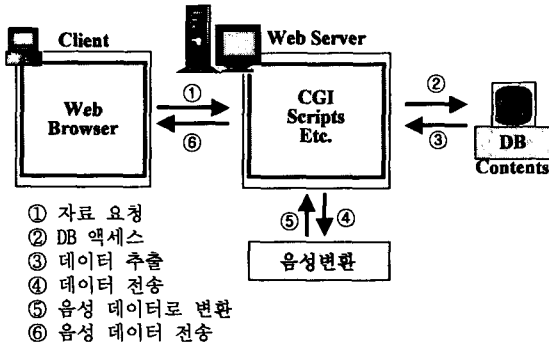 Client
Web Server
Web
Browser
①
⑥
CGI
Scripts
Etc.
②
③
DB
Contents
⑤
④
음성변환
① 자료 요청
② DB 액세스
③ 데이터 추출
④ 데이터 전송
⑤ 음성 데이터로 변환
⑥ 음성 데이터 전송